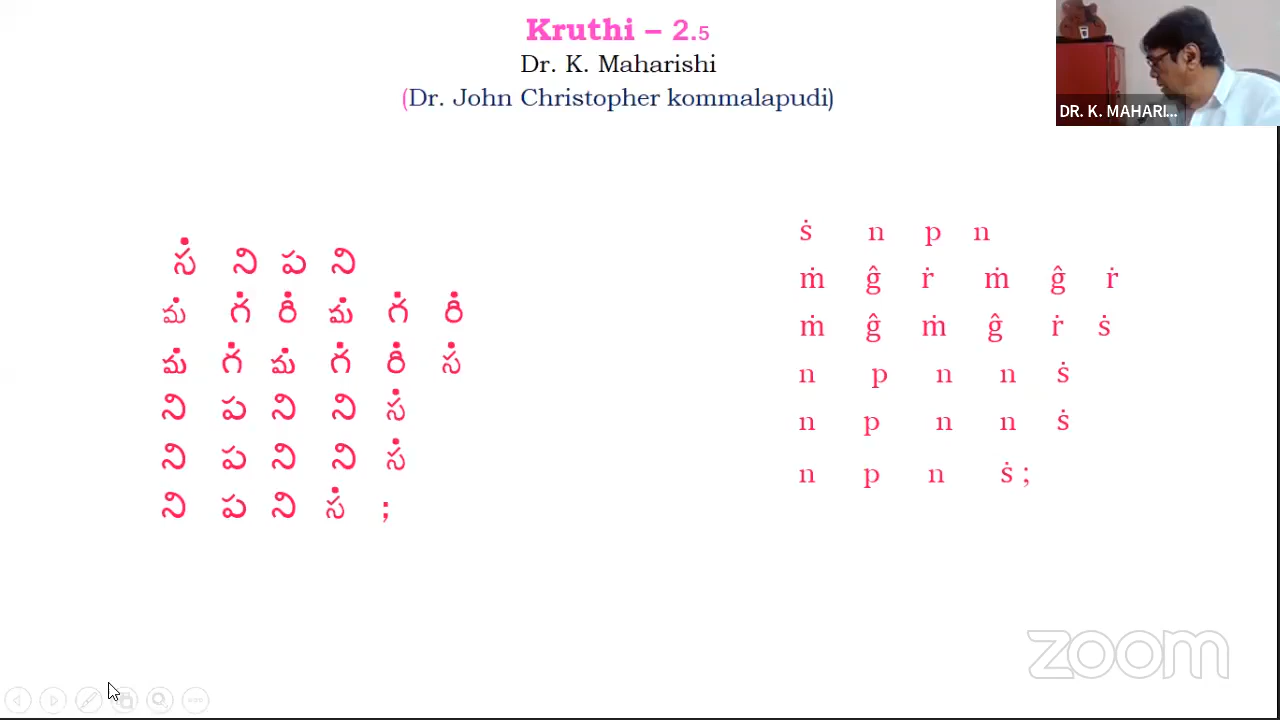 Kruthi – 2.5
Dr. K. Maharishi
(Dr. John Christopher kommalapudi)
DR. K. MAHARI...
స̇ ని ప ని
మ̇ గ̇ రి̇ మ̇ గ̇ రి̇
మ̇ గ̇ మ̇ గ̇ రి̇ స̇
ని ప ని ని స̇
ని ప ని ని స̇
ని ప ని స̇ ;
ṡ n p n
ṁ ĝ ṙ ṁ ĝ ṙ
ṁ ĝ ṁ ĝ ṙ ṡ
n p n n ṡ
n p n n ṡ
n p n ṡ ;
zoom